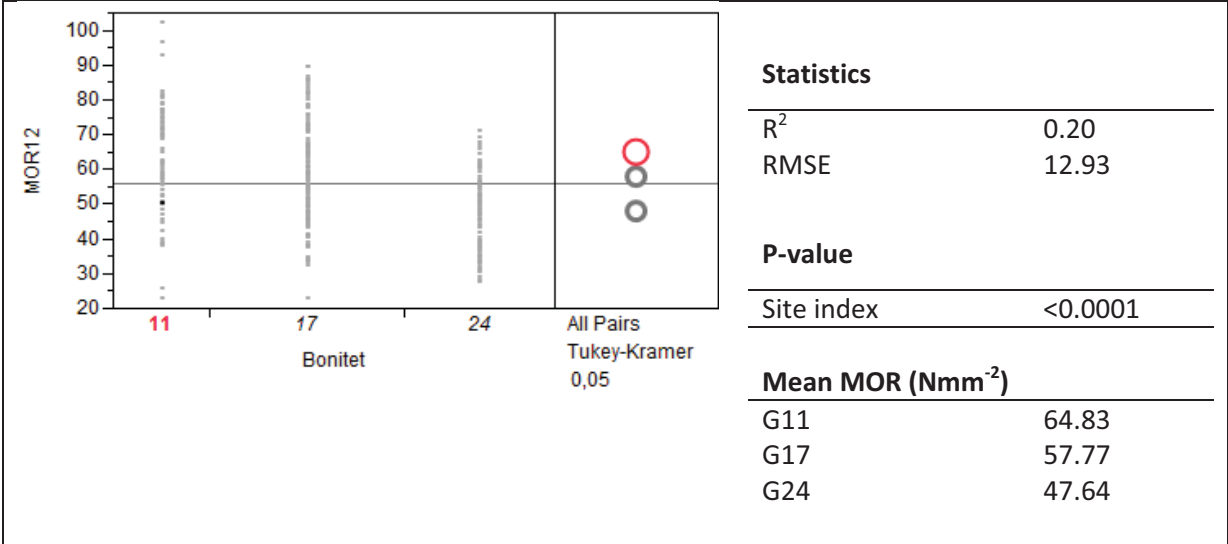 100
90
80
70
60
50
40
30
20
MOR12
11 17 24
Bonitet
All Pairs
Tukey-Kramer
0,05
Statistics
R² 0.20
RMSE 12.93
P-value
Site index <0.0001
Mean MOR (Nmm⁻²)
G11 64.83
G17 57.77
G24 47.64